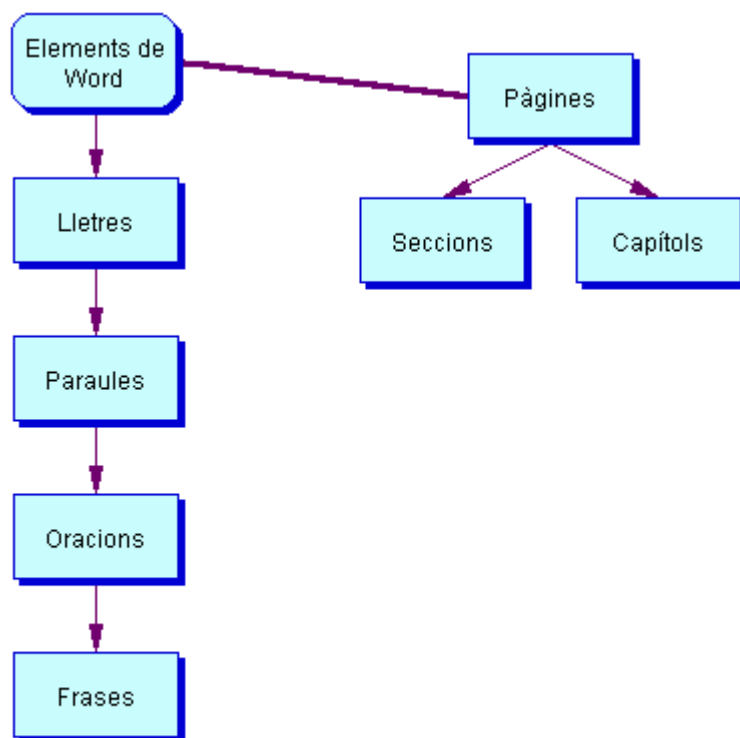 Elements de
Word
Pàgines
Lletres
Seccions
Capítols
Paraules
Oracions
Frases